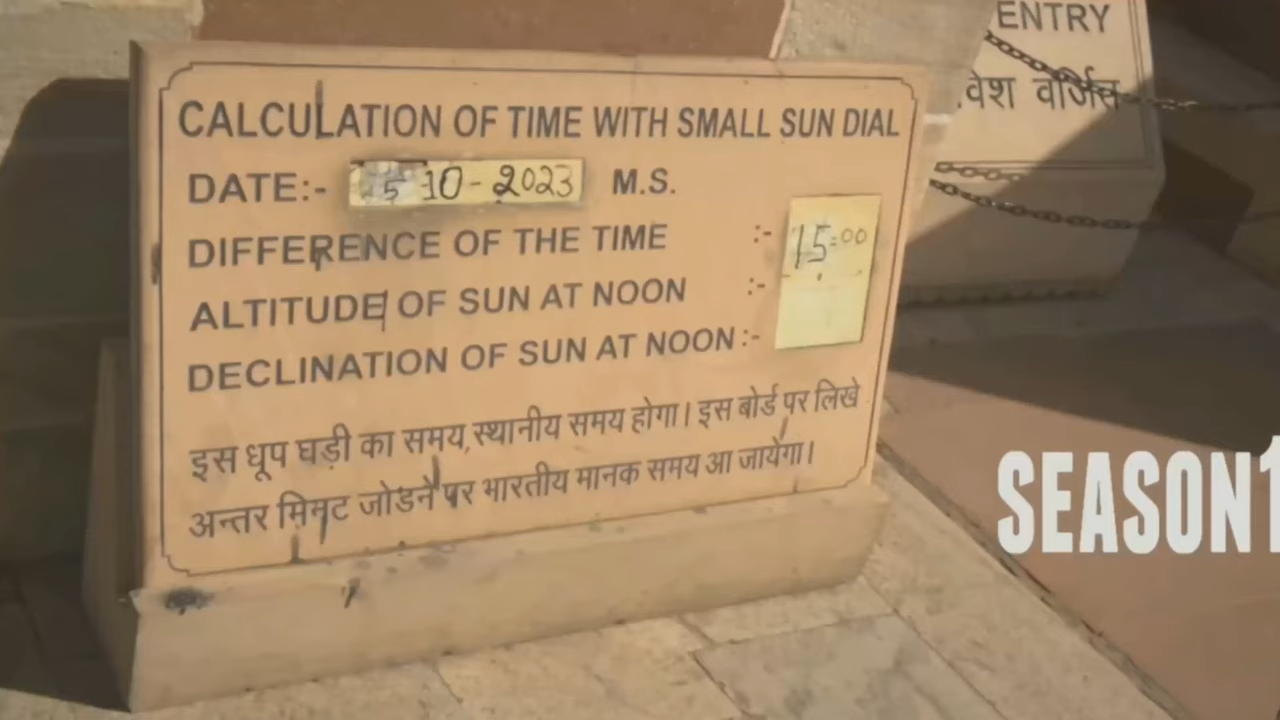 CALCULATION OF TIME WITH SMALL SUN DIAL
DATE:- 5 10-2023 M.S.
DIFFERENCE OF THE TIME :- 15=00
ALTITUDE OF SUN AT NOON :-
DECLINATION OF SUN AT NOON:-
इस धूप घड़ी का समय,स्थानीय समय होगा। इस बोर्ड पर लिखे
अन्तर मिनट जोडने पर भारतीय मानक समय आ जायेगा।
ENTRY
वर्जित
SEASON1